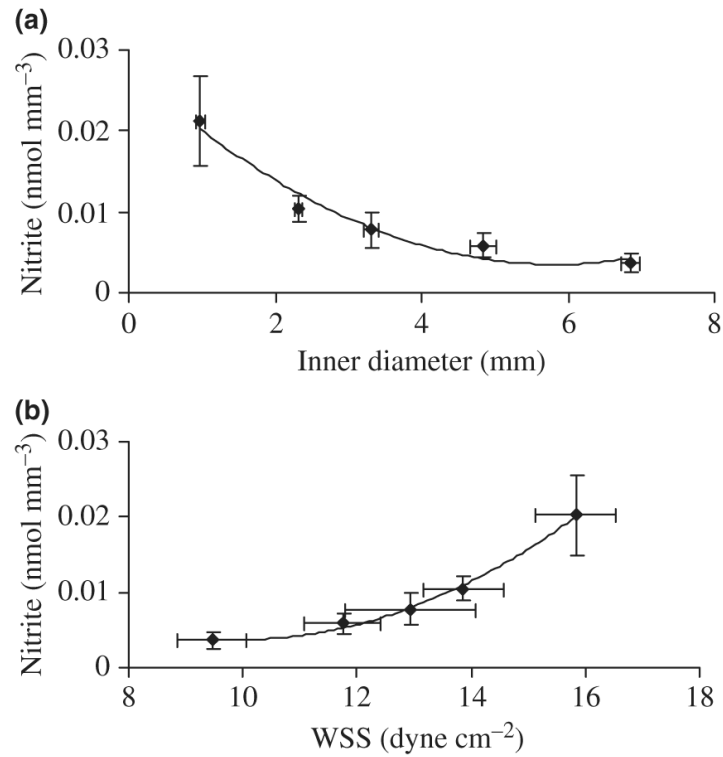 (a)
0.03
0.02
0.01
0
0 2 4 6 8
Nitrite (nmol mm⁻³)
Inner diameter (mm)
(b)
0.03
0.02
0.01
0
8 10 12 14 16 18
Nitrite (nmol mm⁻³)
WSS (dyne cm⁻²)